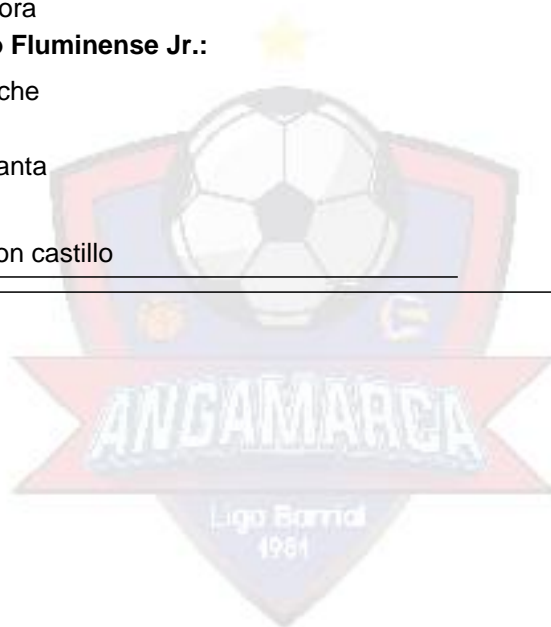 ora
o Fluminense Jr.:
che
anta
on castillo
ANGAMARCA
Liga Barrial
1981